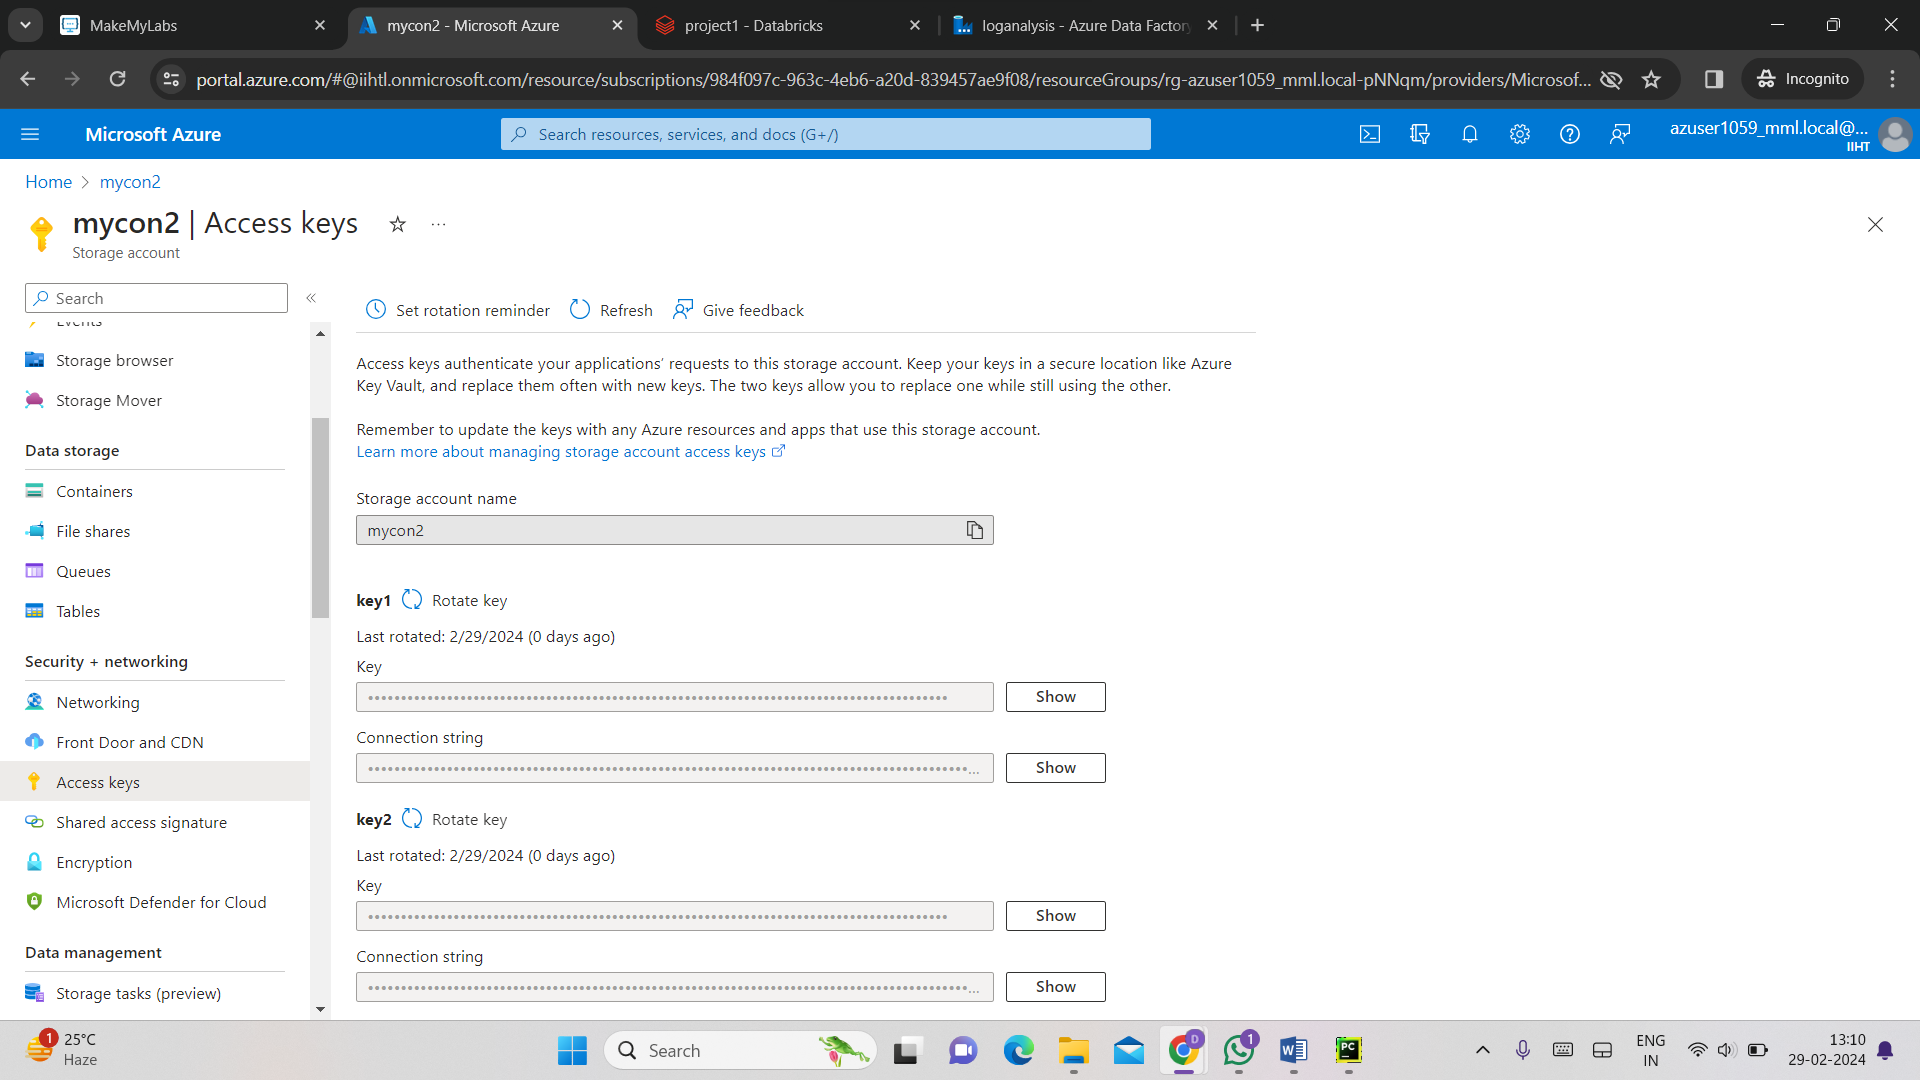 MakeMyLabs
mycon2 - Microsoft Azure
project1 - Databricks
loganalysis - Azure Data Factory
portal.azure.com/#@iihtl.onmicrosoft.com/resource/subscriptions/984f097c-963c-4eb6-a20d-839457ae9f08/resourceGroups/rg-azuser1059_mml.local-pNNqm/providers/Microsof...
Incognito
Microsoft Azure
Search resources, services, and docs (G+/)
azuser1059_mml.local@...
IIHT
Home > mycon2
mycon2 | Access keys
Storage account
Search
Events
Storage browser
Storage Mover
Data storage
Containers
File shares
Queues
Tables
Security + networking
Networking
Front Door and CDN
Access keys
Shared access signature
Encryption
Microsoft Defender for Cloud
Data management
Storage tasks (preview)
Set rotation reminder
Refresh
Give feedback
Access keys authenticate your applications' requests to this storage account. Keep your keys in a secure location like Azure
Key Vault, and replace them often with new keys. The two keys allow you to replace one while still using the other.
Remember to update the keys with any Azure resources and apps that use this storage account.
Learn more about managing storage account access keys
Storage account name
mycon2
key1
Rotate key
Last rotated: 2/29/2024 (0 days ago)
Key
Show
Connection string
...
Show
key2
Rotate key
Last rotated: 2/29/2024 (0 days ago)
Key
Show
Connection string
...
Show
1
25°C
Haze
Search
D
1
W
PC
ENG
IN
13:10
29-02-2024